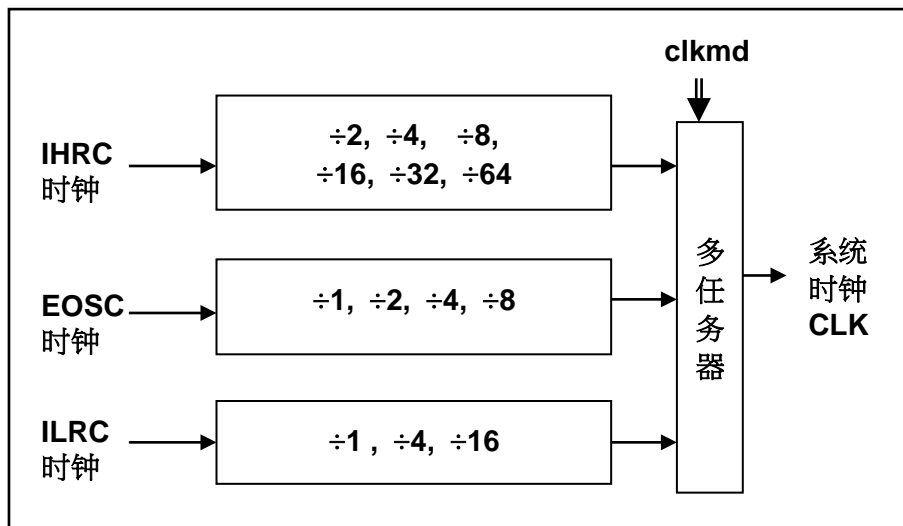 clkmd
IHRC
时钟
÷2, ÷4, ÷8,
÷16, ÷32, ÷64
EOSC
时钟
÷1, ÷2, ÷4, ÷8
ILRC
时钟
÷1 , ÷4, ÷16
多
任
务
器
系统
时钟
CLK